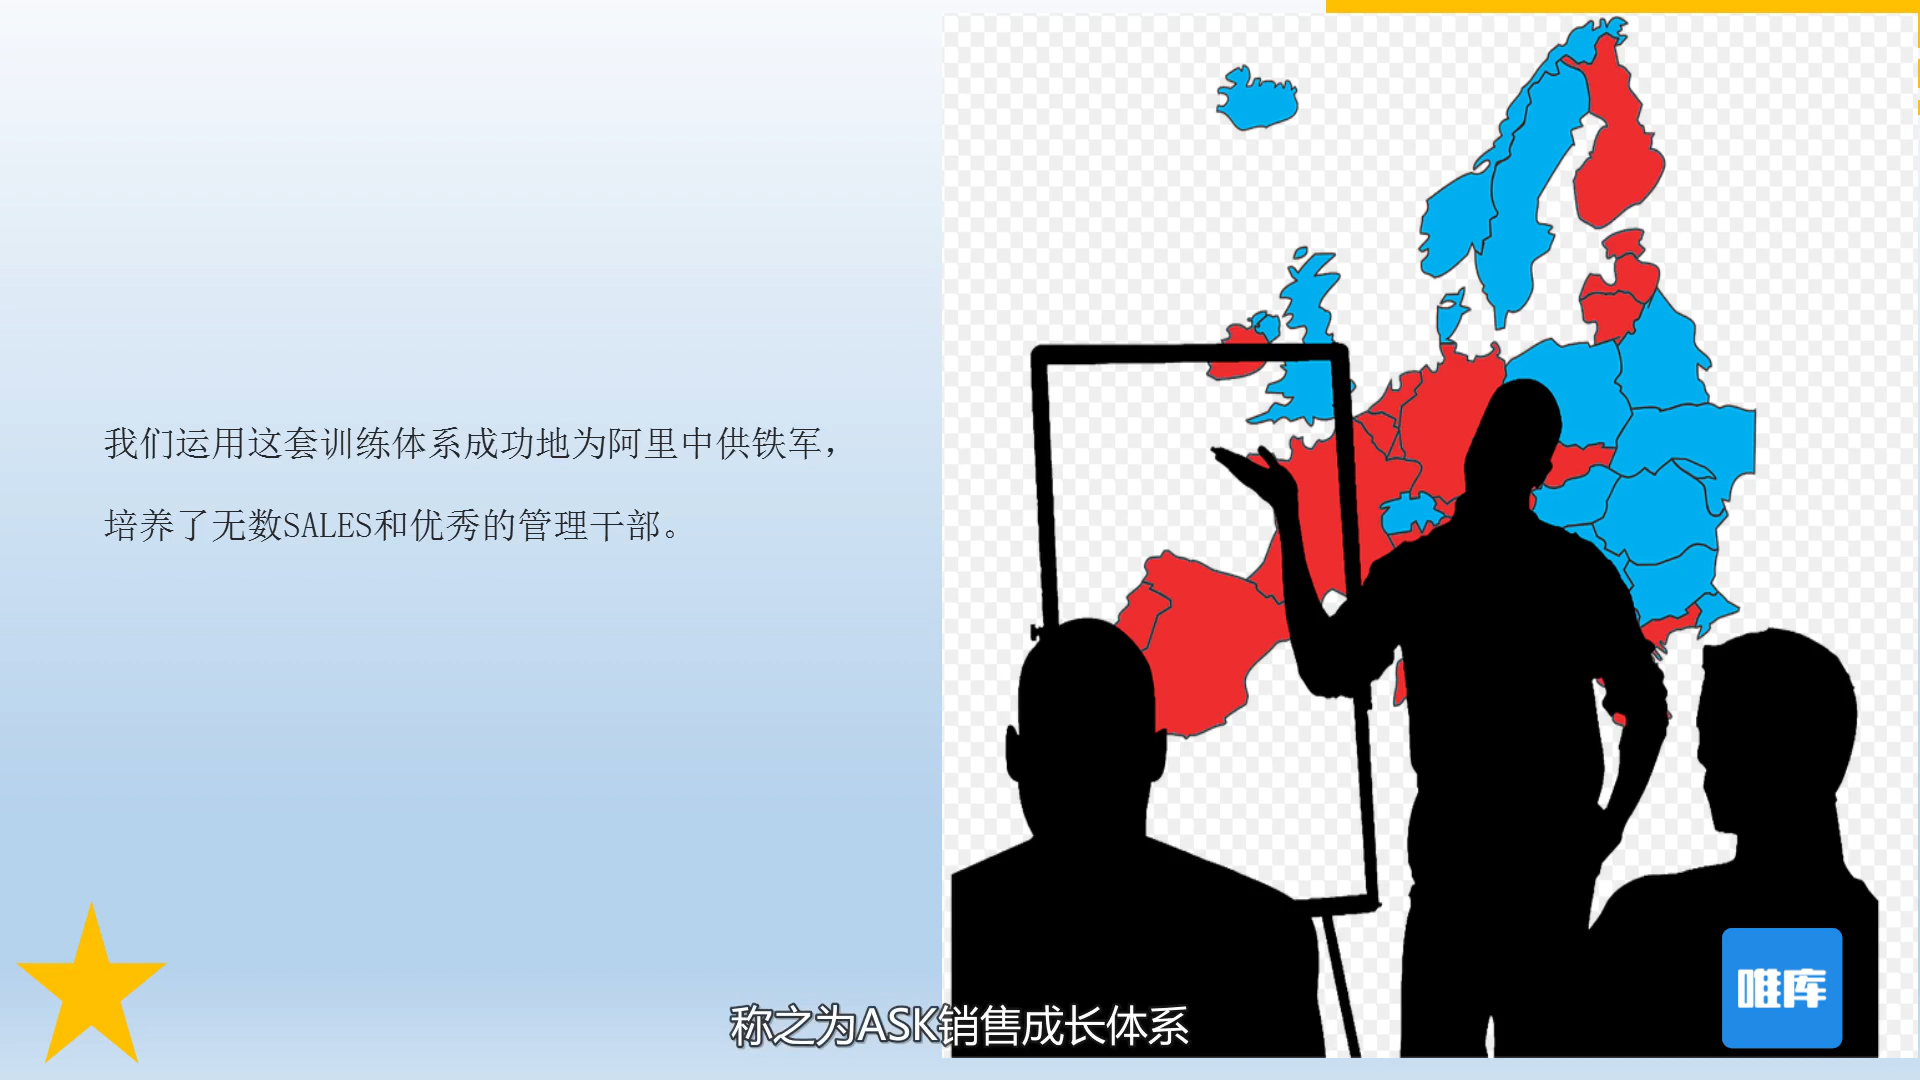 我们运用这套训练体系成功地为阿里中供铁军，
培养了无数SALES和优秀的管理干部。
称之为ASK销售成长体系
唯库